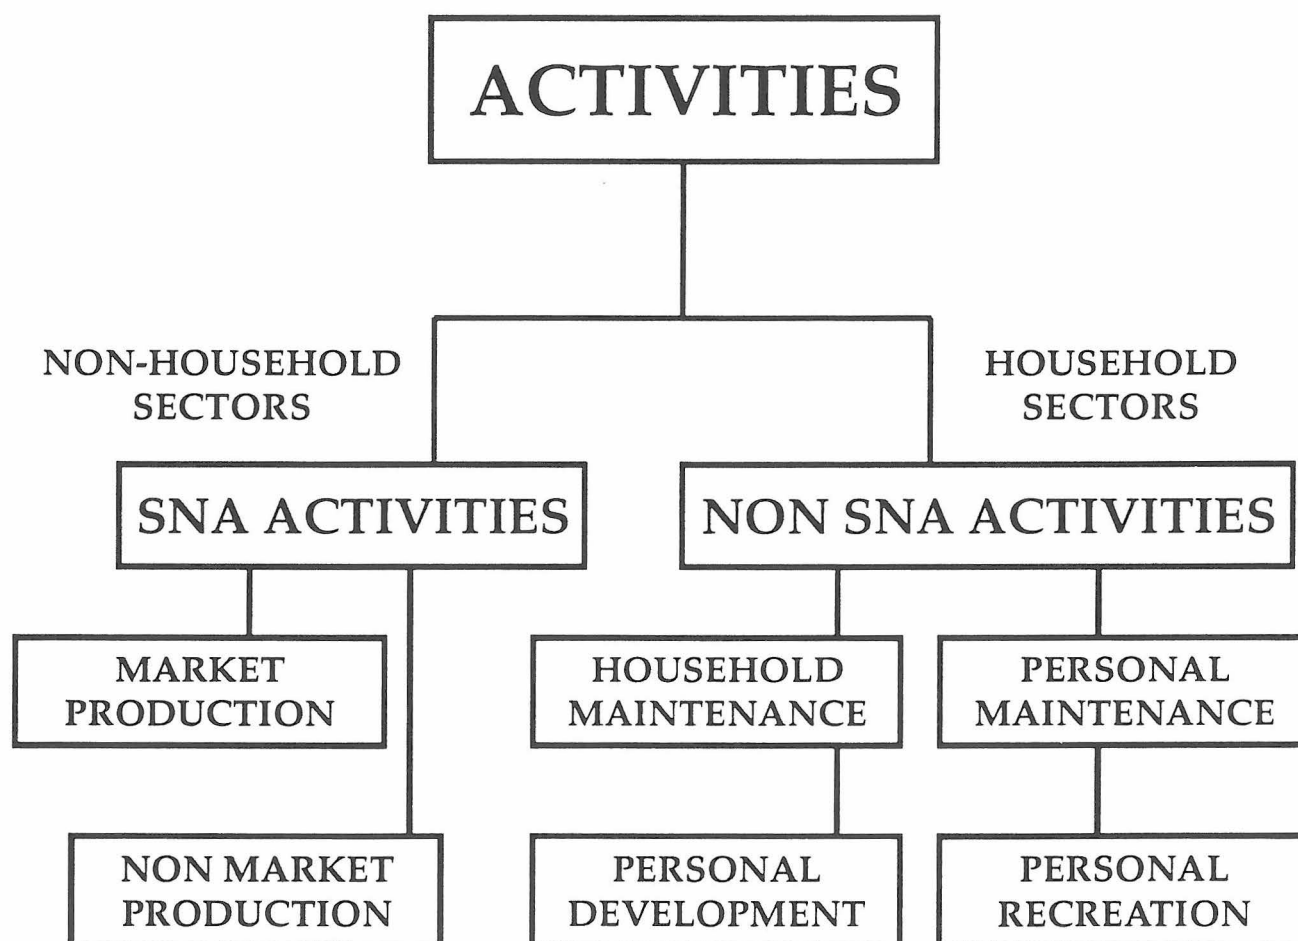 ACTIVITIES
NON-HOUSEHOLD
SECTORS
HOUSEHOLD
SECTORS
SNA ACTIVITIES
NON SNA ACTIVITIES
MARKET
PRODUCTION
HOUSEHOLD
MAINTENANCE
PERSONAL
MAINTENANCE
NON MARKET
PRODUCTION
PERSONAL
DEVELOPMENT
PERSONAL
RECREATION